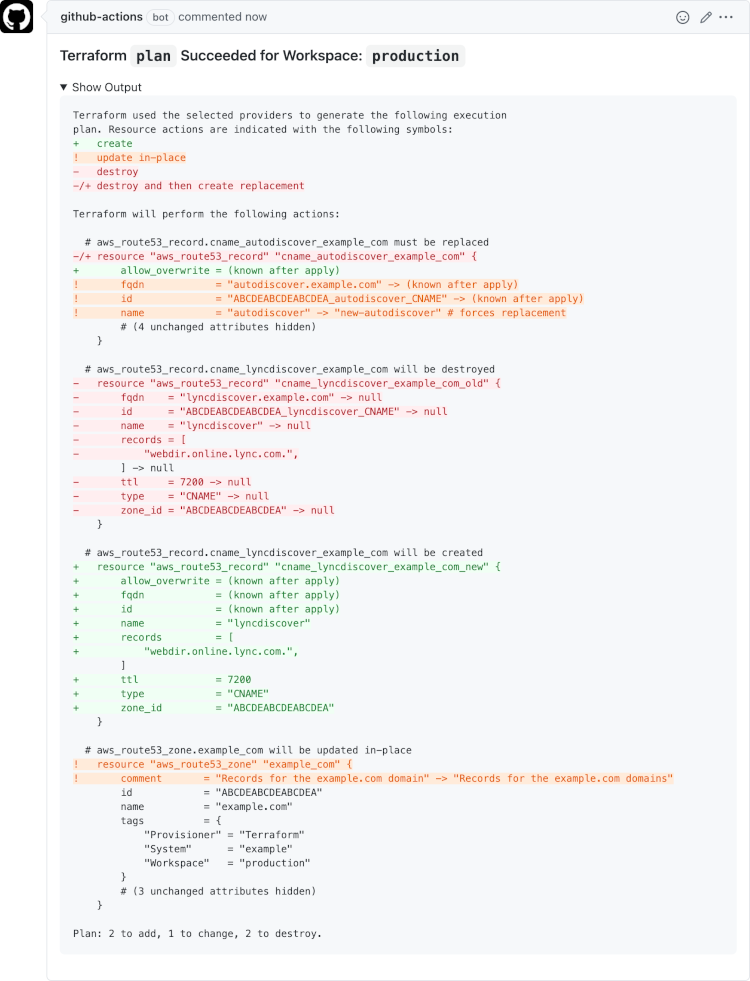 github-actions bot commented now
Terraform plan Succeeded for Workspace: production
▼ Show Output
Terraform used the selected providers to generate the following execution
plan. Resource actions are indicated with the following symbols:
+   create
!   update in-place
-   destroy
-/+ destroy and then create replacement

Terraform will perform the following actions:

  # aws_route53_record.cname_autodiscover_example_com must be replaced
-/+ resource "aws_route53_record" "cname_autodiscover_example_com" {
+       allow_overwrite = (known after apply)
!       fqdn            = "autodiscover.example.com" -> (known after apply)
!       id              = "ABCDEABCDEABCDEA_autodiscover_CNAME" -> (known after apply)
!       name            = "autodiscover" -> "new-autodiscover" # forces replacement
        # (4 unchanged attributes hidden)
    }

  # aws_route53_record.cname_lyncdiscover_example_com will be destroyed
-   resource "aws_route53_record" "cname_lyncdiscover_example_com_old" {
-       fqdn    = "lyncdiscover.example.com" -> null
-       id      = "ABCDEABCDEABCDEA_lyncdiscover_CNAME" -> null
-       name    = "lyncdiscover" -> null
-       records = [
-           "webdir.online.lync.com.",
        ] -> null
-       ttl     = 7200 -> null
-       type    = "CNAME" -> null
-       zone_id = "ABCDEABCDEABCDEA" -> null
    }

  # aws_route53_record.cname_lyncdiscover_example_com will be created
+   resource "aws_route53_record" "cname_lyncdiscover_example_com_new" {
+       allow_overwrite = (known after apply)
+       fqdn            = (known after apply)
+       id              = (known after apply)
+       name            = "lyncdiscover"
+       records         = [
+           "webdir.online.lync.com.",
        ]
+       ttl             = 7200
+       type            = "CNAME"
+       zone_id         = "ABCDEABCDEABCDEA"
    }

  # aws_route53_zone.example_com will be updated in-place
!   resource "aws_route53_zone" "example_com" {
!       comment       = "Records for the example.com domain" -> "Records for the example.com domains"
        id            = "ABCDEABCDEABCDEA"
        name          = "example.com"
        tags          = {
            "Provisioner" = "Terraform"
            "System"      = "example"
            "Workspace"   = "production"
        }
        # (3 unchanged attributes hidden)
    }

Plan: 2 to add, 1 to change, 2 to destroy.